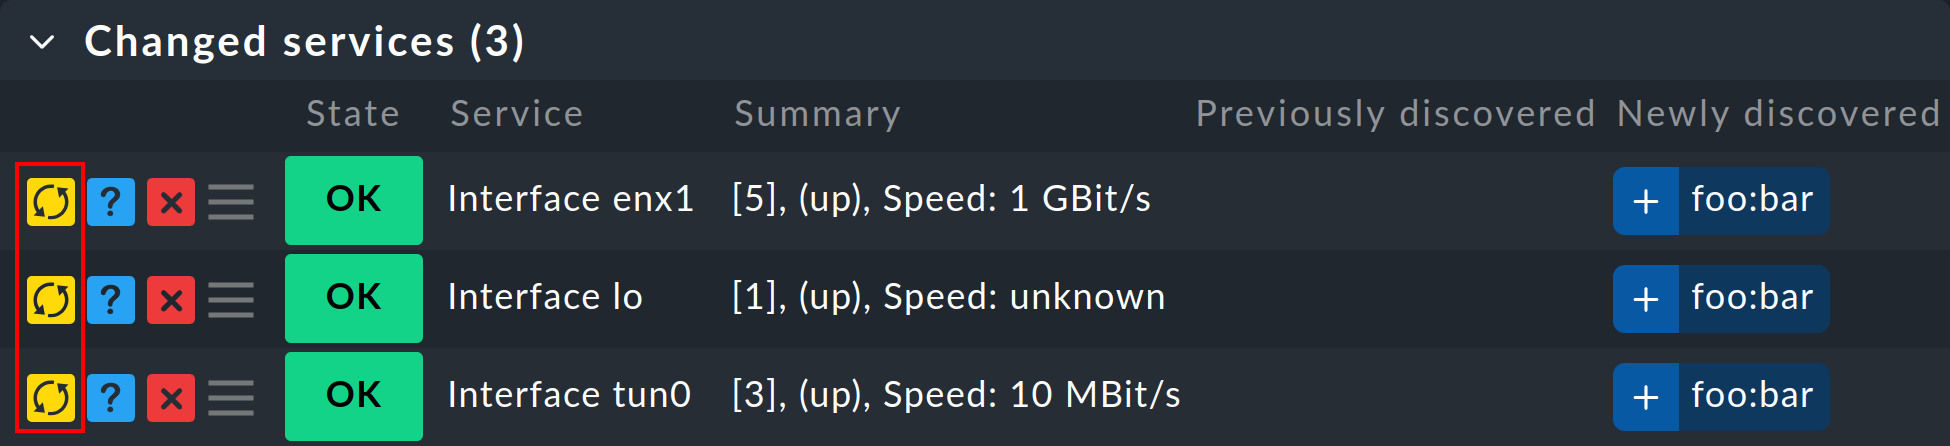 Changed services (3)
State Service Summary Previously discovered Newly discovered
? OK Interface enx1 [5], (up), Speed: 1 GBit/s + foo:bar
? OK Interface lo [1], (up), Speed: unknown + foo:bar
? OK Interface tun0 [3], (up), Speed: 10 MBit/s + foo:bar